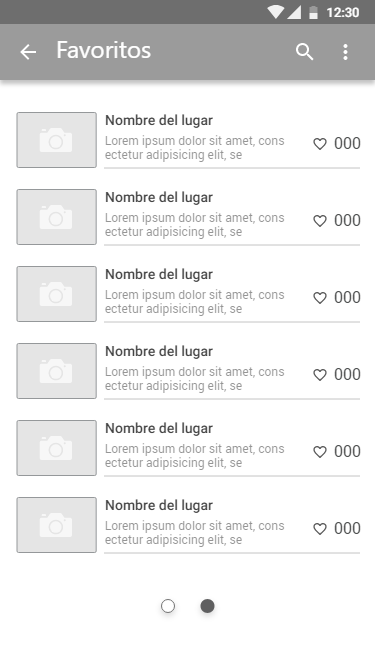 12:30
Favoritos
Nombre del lugar
Lorem ipsum dolor sit amet, cons
ectetur adipisicing elit, se
000
Nombre del lugar
Lorem ipsum dolor sit amet, cons
ectetur adipisicing elit, se
000
Nombre del lugar
Lorem ipsum dolor sit amet, cons
ectetur adipisicing elit, se
000
Nombre del lugar
Lorem ipsum dolor sit amet, cons
ectetur adipisicing elit, se
000
Nombre del lugar
Lorem ipsum dolor sit amet, cons
ectetur adipisicing elit, se
000
Nombre del lugar
Lorem ipsum dolor sit amet, cons
ectetur adipisicing elit, se
000